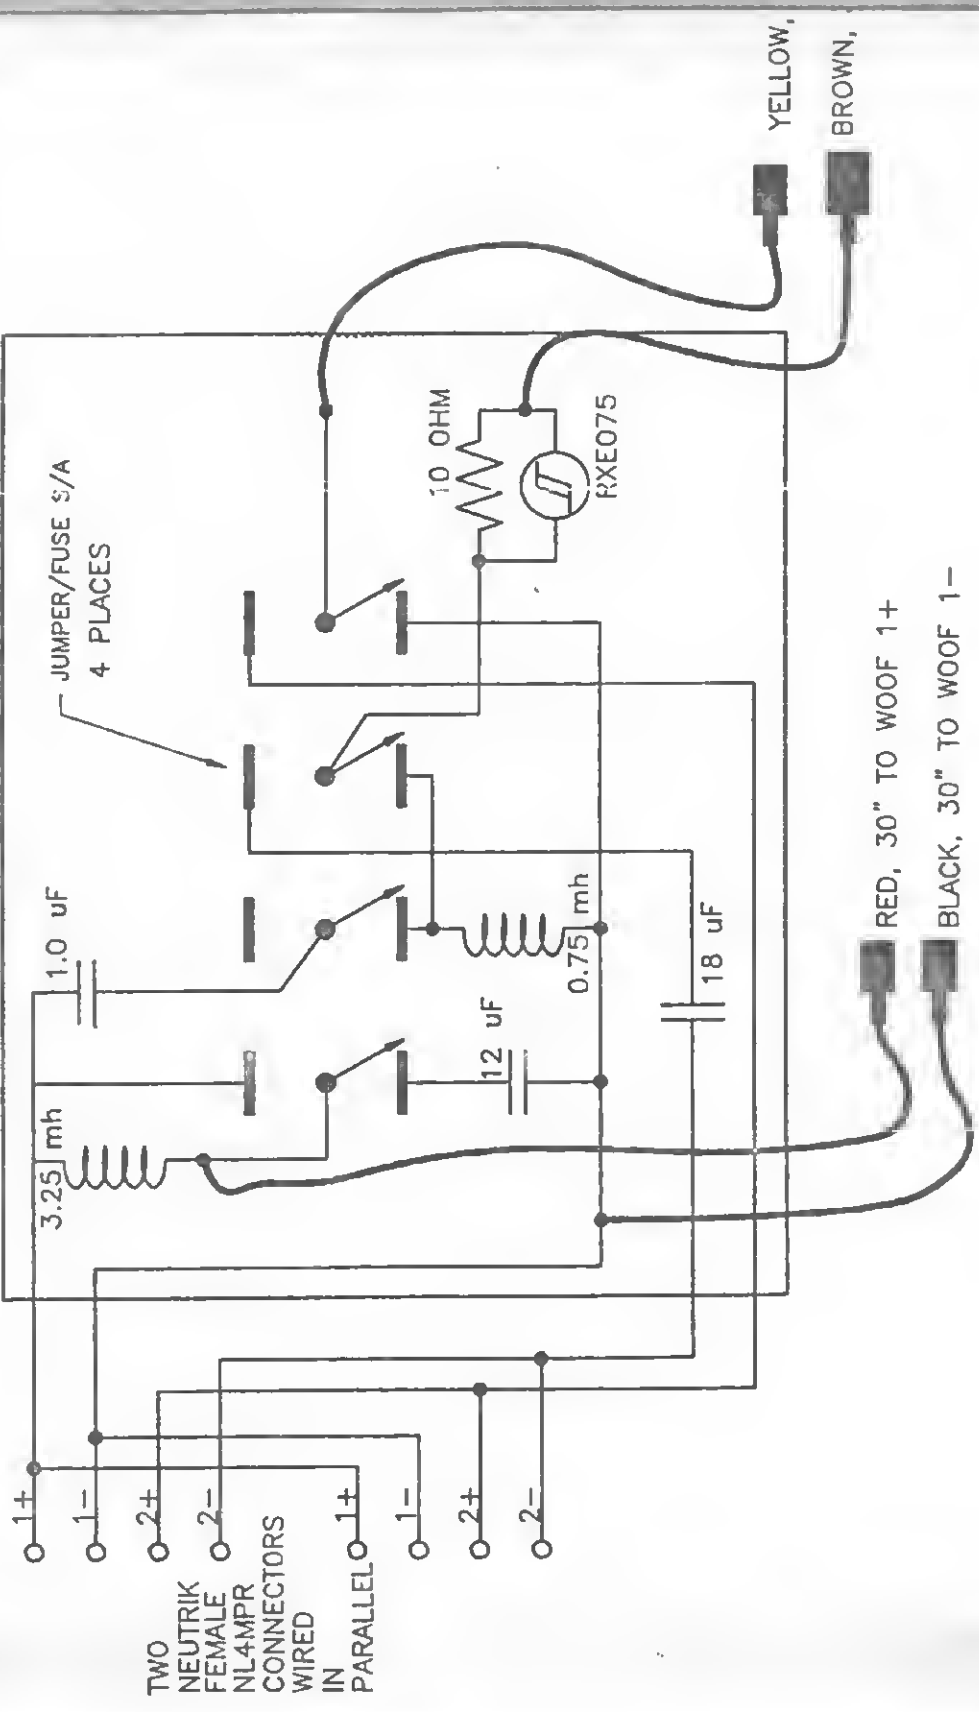 1+
1-
2+
2-
TWO
NEUTRIK
FEMALE
NL4MPR
CONNECTORS
WIRED
IN
PARALLEL
1+
1-
2+
2-
3.25 mh
1.0 uF
12 uF
0.75 mh
18 uF
JUMPER/FUSE S/A
4 PLACES
10 OHM
RXE075
YELLOW,
BROWN,
RED, 30" TO WOOF 1+
BLACK, 30" TO WOOF 1-